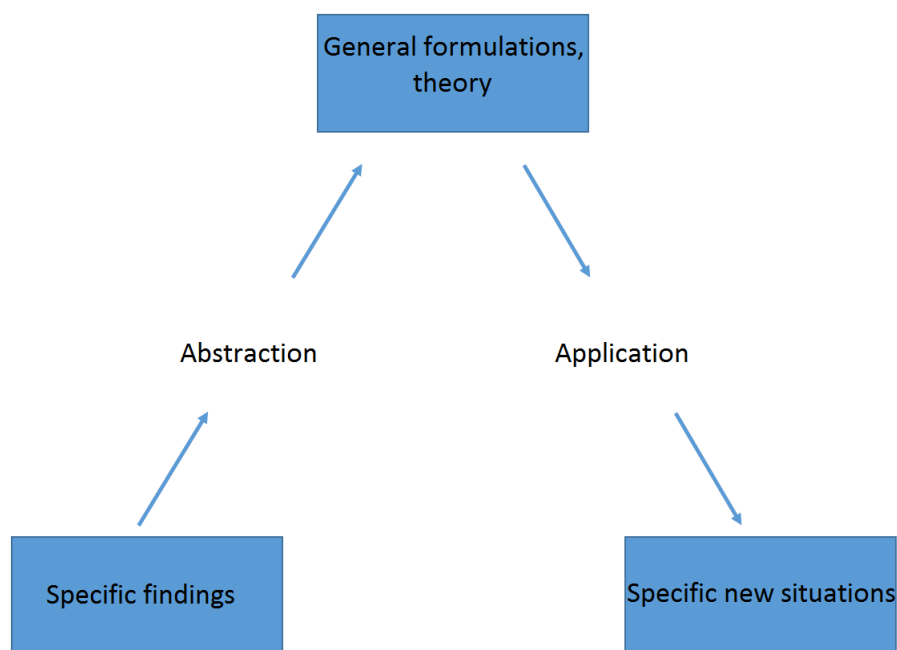 General formulations,
theory
Abstraction
Application
Specific findings
Specific new situations